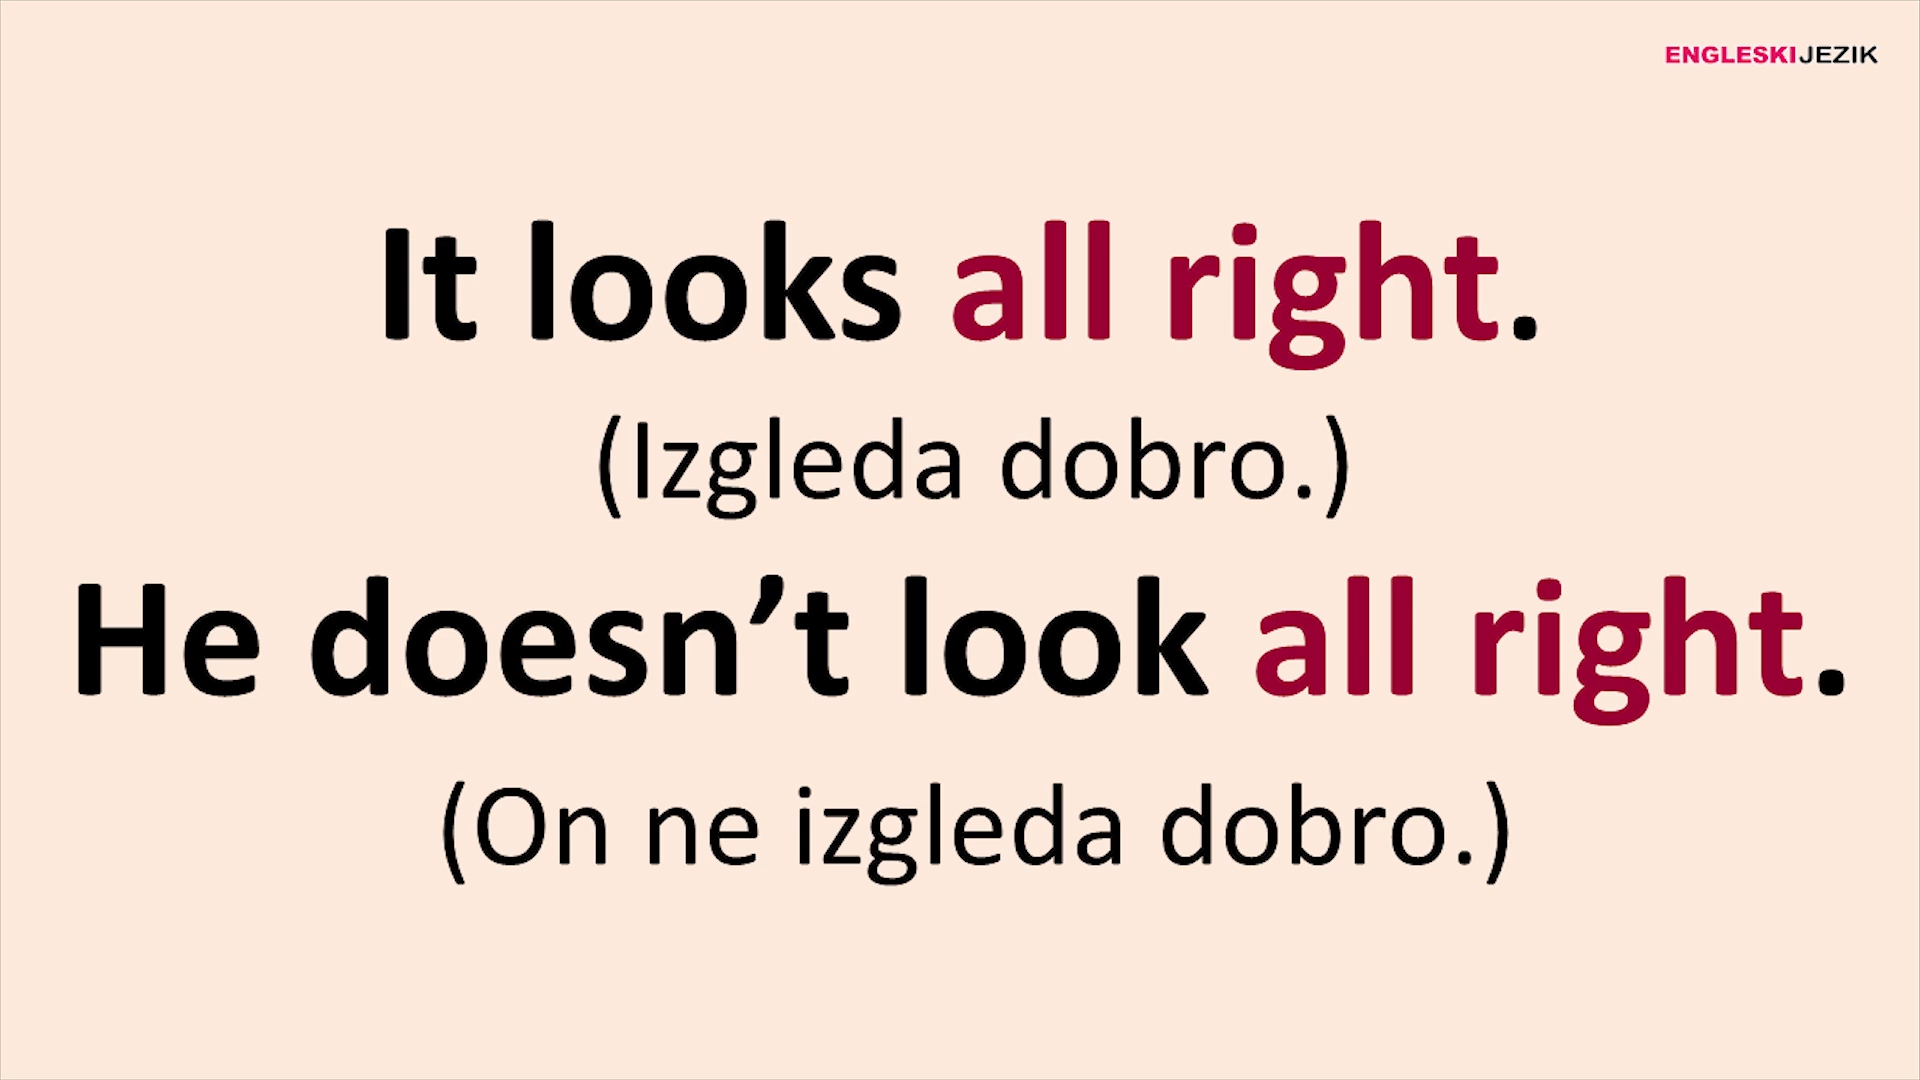 ENGLESKIJEZIK
It looks all right.
(Izgleda dobro.)
He doesn’t look all right.
(On ne izgleda dobro.)